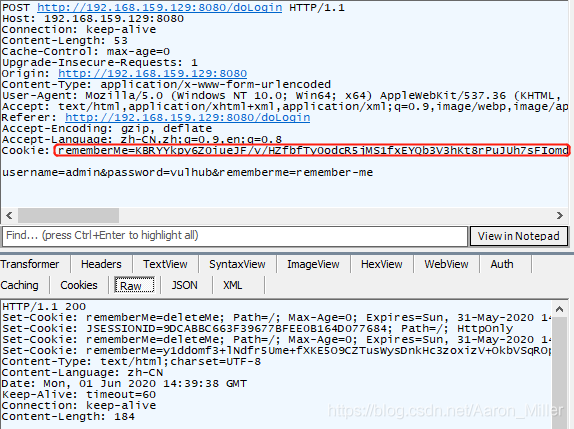 POST http://192.168.159.129:8080/doLogin HTTP/1.1
Host: 192.168.159.129:8080
Connection: keep-alive
Content-Length: 53
Cache-Control: max-age=0
Upgrade-Insecure-Requests: 1
Origin: http://192.168.159.129:8080
Content-Type: application/x-www-form-urlencoded
User-Agent: Mozilla/5.0 (Windows NT 10.0; Win64; x64) AppleWebKit/537.36 (KHTML,
Accept: text/html,application/xhtml+xml,application/xml;q=0.9,image/webp,image/ap
Referer: http://192.168.159.129:8080/doLogin
Accept-Encoding: gzip, deflate
Accept-Language: zh-CN,zh;q=0.9,en;q=0.8
Cookie: rememberMe=KBRYYkpv6Z0iueJF/v/HZfbfTyOodcR5jMS1fxEYQb3V3hKt8rPuJUh7sFIomd
username=admin&password=vulhub&rememberme=remember-me
Find... (press Ctrl+Enter to highlight all)
View in Notepad
Transformer Headers TextView SyntaxView ImageView HexView WebView Auth
Caching Cookies Raw JSON XML
HTTP/1.1 200
Set-Cookie: rememberMe=deleteMe; Path=/; Max-Age=0; Expires=Sun, 31-May-2020 14
Set-Cookie: JSESSIONID=9DCABBC663F39677BFEE0B164D077684; Path=/; HttpOnly
Set-Cookie: rememberMe=deleteMe; Path=/; Max-Age=0; Expires=Sun, 31-May-2020 14
Set-Cookie: rememberMe=y1ddomf3+lNdfr5Ume+fXKE5O9CZTusWysDnkHc3zoxizV+OkbVSqROp
Content-Type: text/html;charset=UTF-8
Content-Language: zh-CN
Date: Mon, 01 Jun 2020 14:39:38 GMT
Keep-Alive: timeout=60
Connection: keep-alive
Content-Length: 184
https://blog.csdn.net/Aaron_Miller